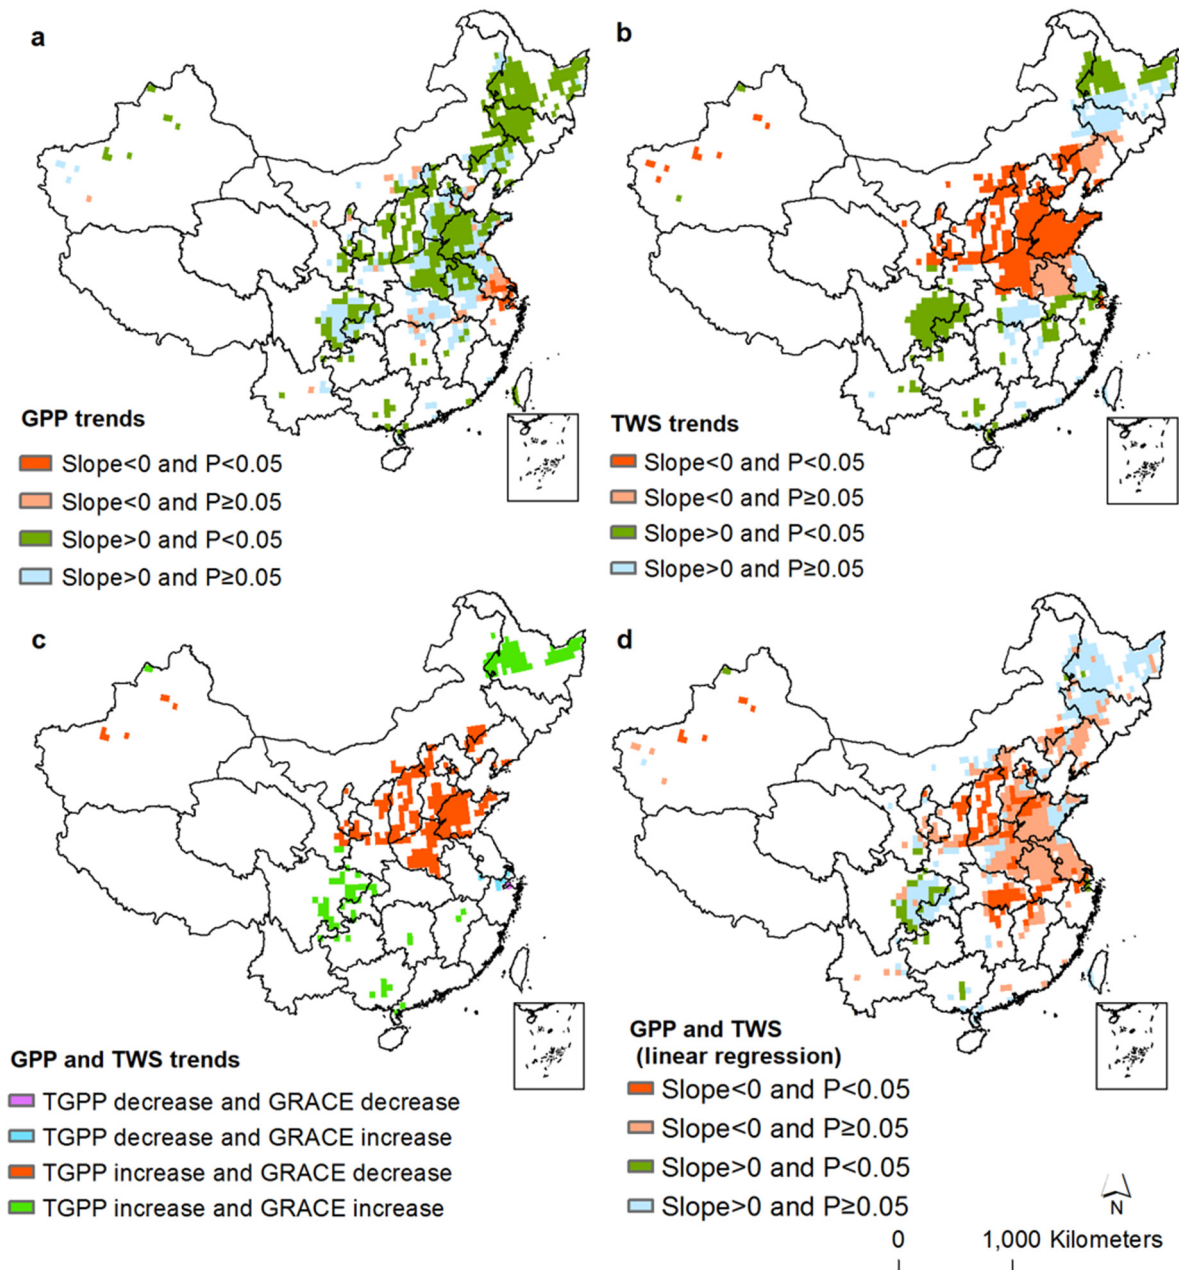 a
b
GPP trends
Slope<0 and P<0.05
Slope<0 and P≥0.05
Slope>0 and P<0.05
Slope>0 and P≥0.05
TWS trends
Slope<0 and P<0.05
Slope<0 and P≥0.05
Slope>0 and P<0.05
Slope>0 and P≥0.05
c
d
GPP and TWS trends
TGPP decrease and GRACE decrease
TGPP decrease and GRACE increase
TGPP increase and GRACE decrease
TGPP increase and GRACE increase
GPP and TWS
(linear regression)
Slope<0 and P<0.05
Slope<0 and P≥0.05
Slope>0 and P<0.05
Slope>0 and P≥0.05
N
0 1,000 Kilometers